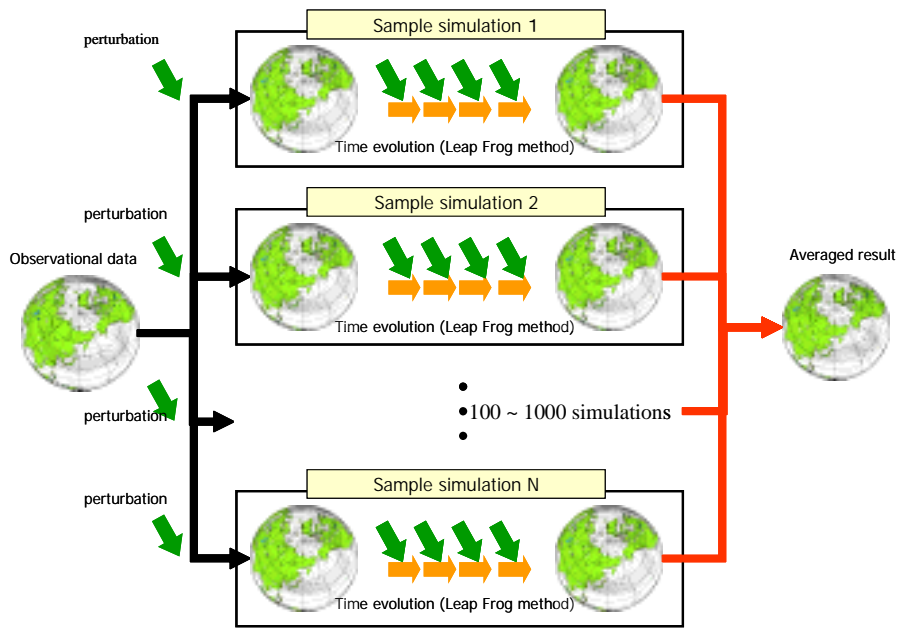 perturbation
Sample simulation 1
Time evolution (Leap Frog method)
perturbation
Sample simulation 2
Time evolution (Leap Frog method)
Observational data
Averaged result
perturbation
100 ~ 1000 simulations
perturbation
Sample simulation N
Time evolution (Leap Frog method)